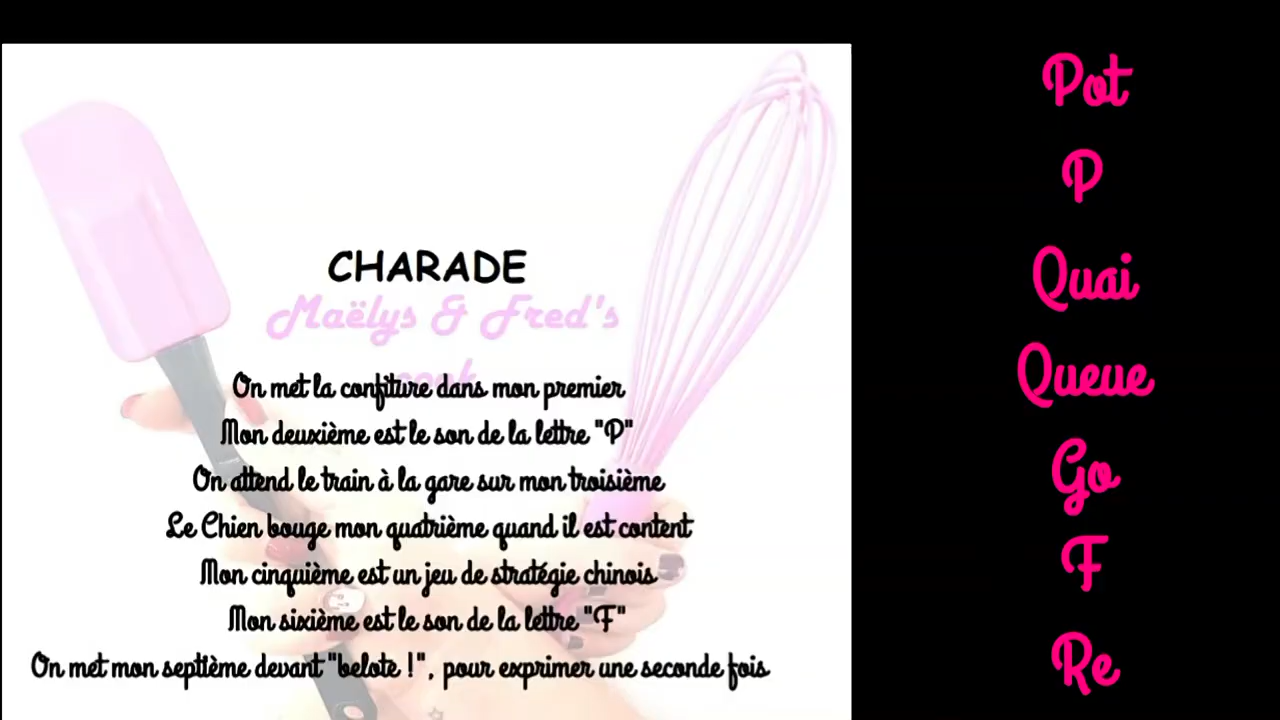 CHARADE
Maëlys & Fred's
cook
On met la confiture dans mon premier
Mon deuxième est le son de la lettre "P"
On attend le train à la gare sur mon troisième
Le Chien bouge mon quatrième quand il est content
Mon cinquième est un jeu de stratégie chinois
Mon sixième est le son de la lettre "F"
On met mon septième devant "belote !", pour exprimer une seconde fois
Pot
P
Quai
Queue
Go
F
Re